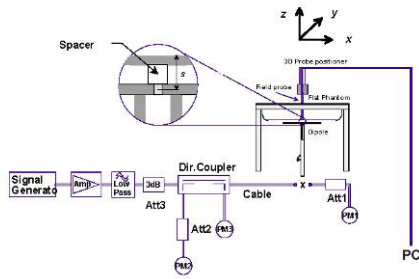 z
y
x
Spacer
s
3D Probe positioner
Field probe
Flat Phantom
Dipole
Signal
Generato
Amp
Low
Pass
3dB
Att3
Dir.Coupler
Cable
x
Att1
PM1
Att2
PM3
PM2
PC